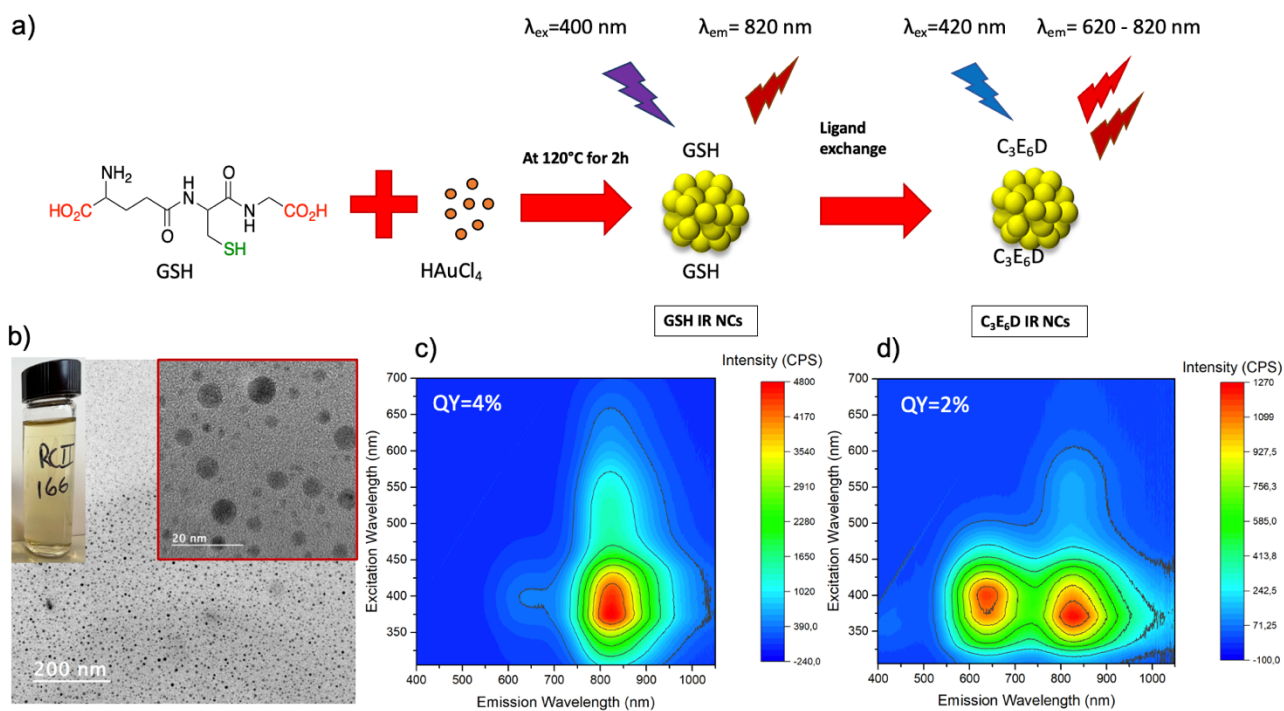 a)
λex=400 nm
λem= 820 nm
λex=420 nm
λem= 620 - 820 nm
NH2
HO2C
O
H
N
O
N
H
CO2H
O
SH
GSH
HAuCl4
At 120°C for 2h
GSH
GSH
Ligand
exchange
C3E6D
C3E6D
GSH IR NCs
C3E6D IR NCs
b)
RCII
166
20 nm
200 nm
c)
Intensity (CPS)
QY=4%
700
650
600
550
500
450
400
350
Excitation Wavelength (nm)
400 500 600 700 800 900 1000
Emission Wavelength (nm)
4800
4170
3540
2910
2280
1650
1020
390,0
-240,0
d)
Intensity (CPS)
QY=2%
700
650
600
550
500
450
400
350
Excitation Wavelength (nm)
400 500 600 700 800 900 1000
Emission Wavelength (nm)
1270
1099
927,5
756,3
585,0
413,8
242,5
71,25
-100,0